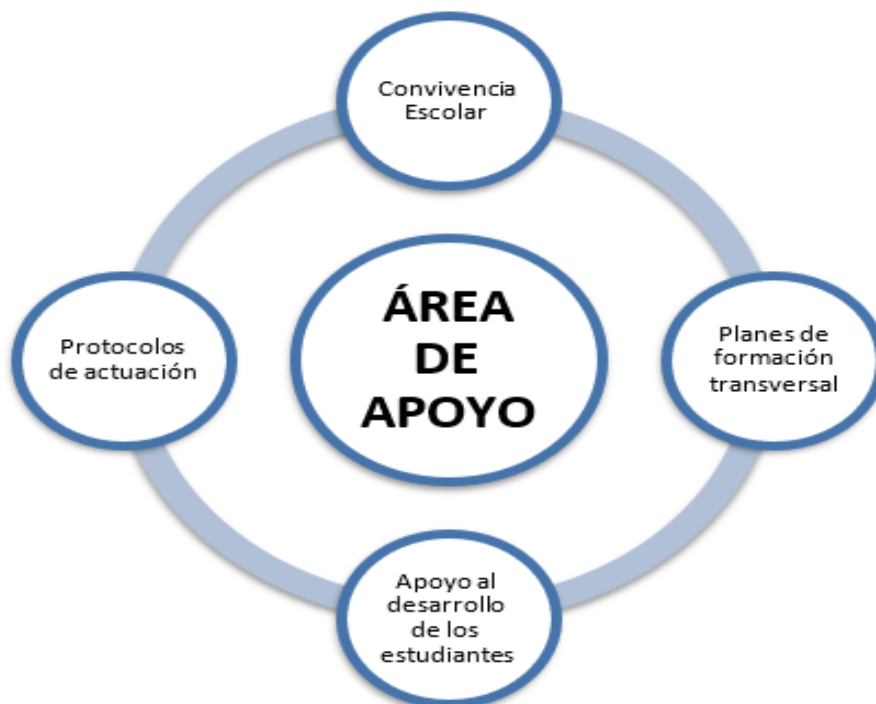 Convivencia
Escolar
Protocolos
de actuación
ÁREA
DE
APOYO
Planes de
formación
transversal
Apoyo al
desarrollo
de los
estudiantes